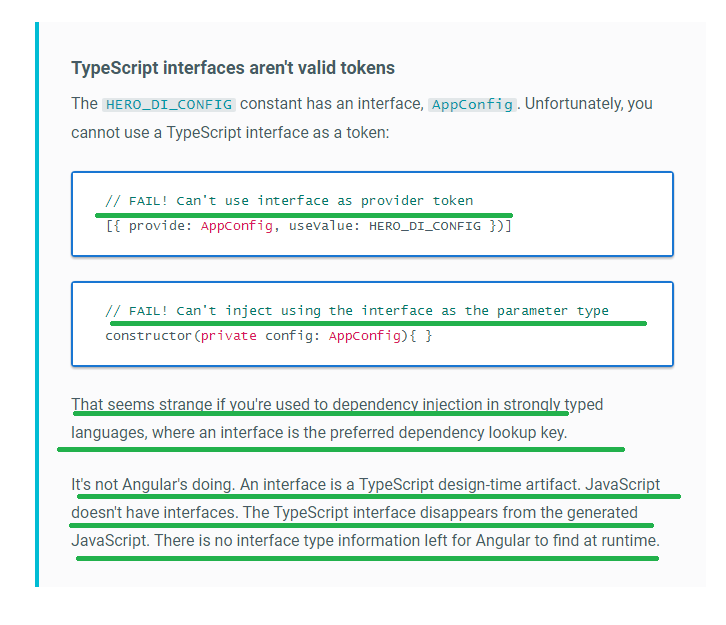 TypeScript interfaces aren't valid tokens
The HERO_DI_CONFIG constant has an interface, AppConfig. Unfortunately, you
cannot use a TypeScript interface as a token:
// FAIL! Can't use interface as provider token
[{ provide: AppConfig, useValue: HERO_DI_CONFIG })]
// FAIL! Can't inject using the interface as the parameter type
constructor(private config: AppConfig){ }
That seems strange if you're used to dependency injection in strongly typed
languages, where an interface is the preferred dependency lookup key.
It's not Angular's doing. An interface is a TypeScript design-time artifact. JavaScript
doesn't have interfaces. The TypeScript interface disappears from the generated
JavaScript. There is no interface type information left for Angular to find at runtime.